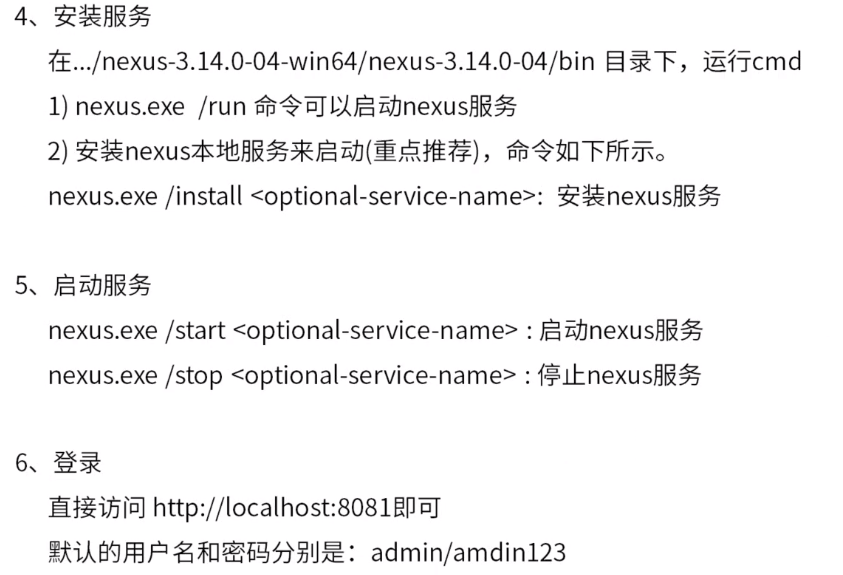 4、安装服务
在.../nexus-3.14.0-04-win64/nexus-3.14.0-04/bin 目录下，运行cmd
1) nexus.exe  /run 命令可以启动nexus服务
2) 安装nexus本地服务来启动(重点推荐)，命令如下所示。
nexus.exe /install <optional-service-name>:  安装nexus服务
5、启动服务
nexus.exe /start <optional-service-name> : 启动nexus服务
nexus.exe /stop <optional-service-name> : 停止nexus服务
6、登录
直接访问 http://localhost:8081即可
默认的用户名和密码分别是：admin/amdin123